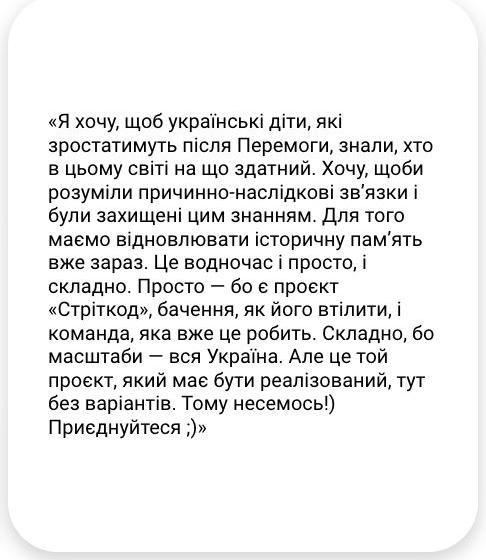 «Я хочу, щоб українські діти, які
зростатимуть після Перемоги, знали, хто
в цьому світі на що здатний. Хочу, щоби
розуміли причинно-наслідкові зв’язки і
були захищені цим знанням. Для того
маємо відновлювати історичну пам’ять
вже зараз. Це водночас і просто, і
складно. Просто — бо є проєкт
«Стріткод», бачення, як його втілити, і
команда, яка вже це робить. Складно, бо
масштаби — вся Україна. Але це той
проєкт, який має бути реалізований, тут
без варіантів. Тому несемось!)
Приєднуйтеся ;)»